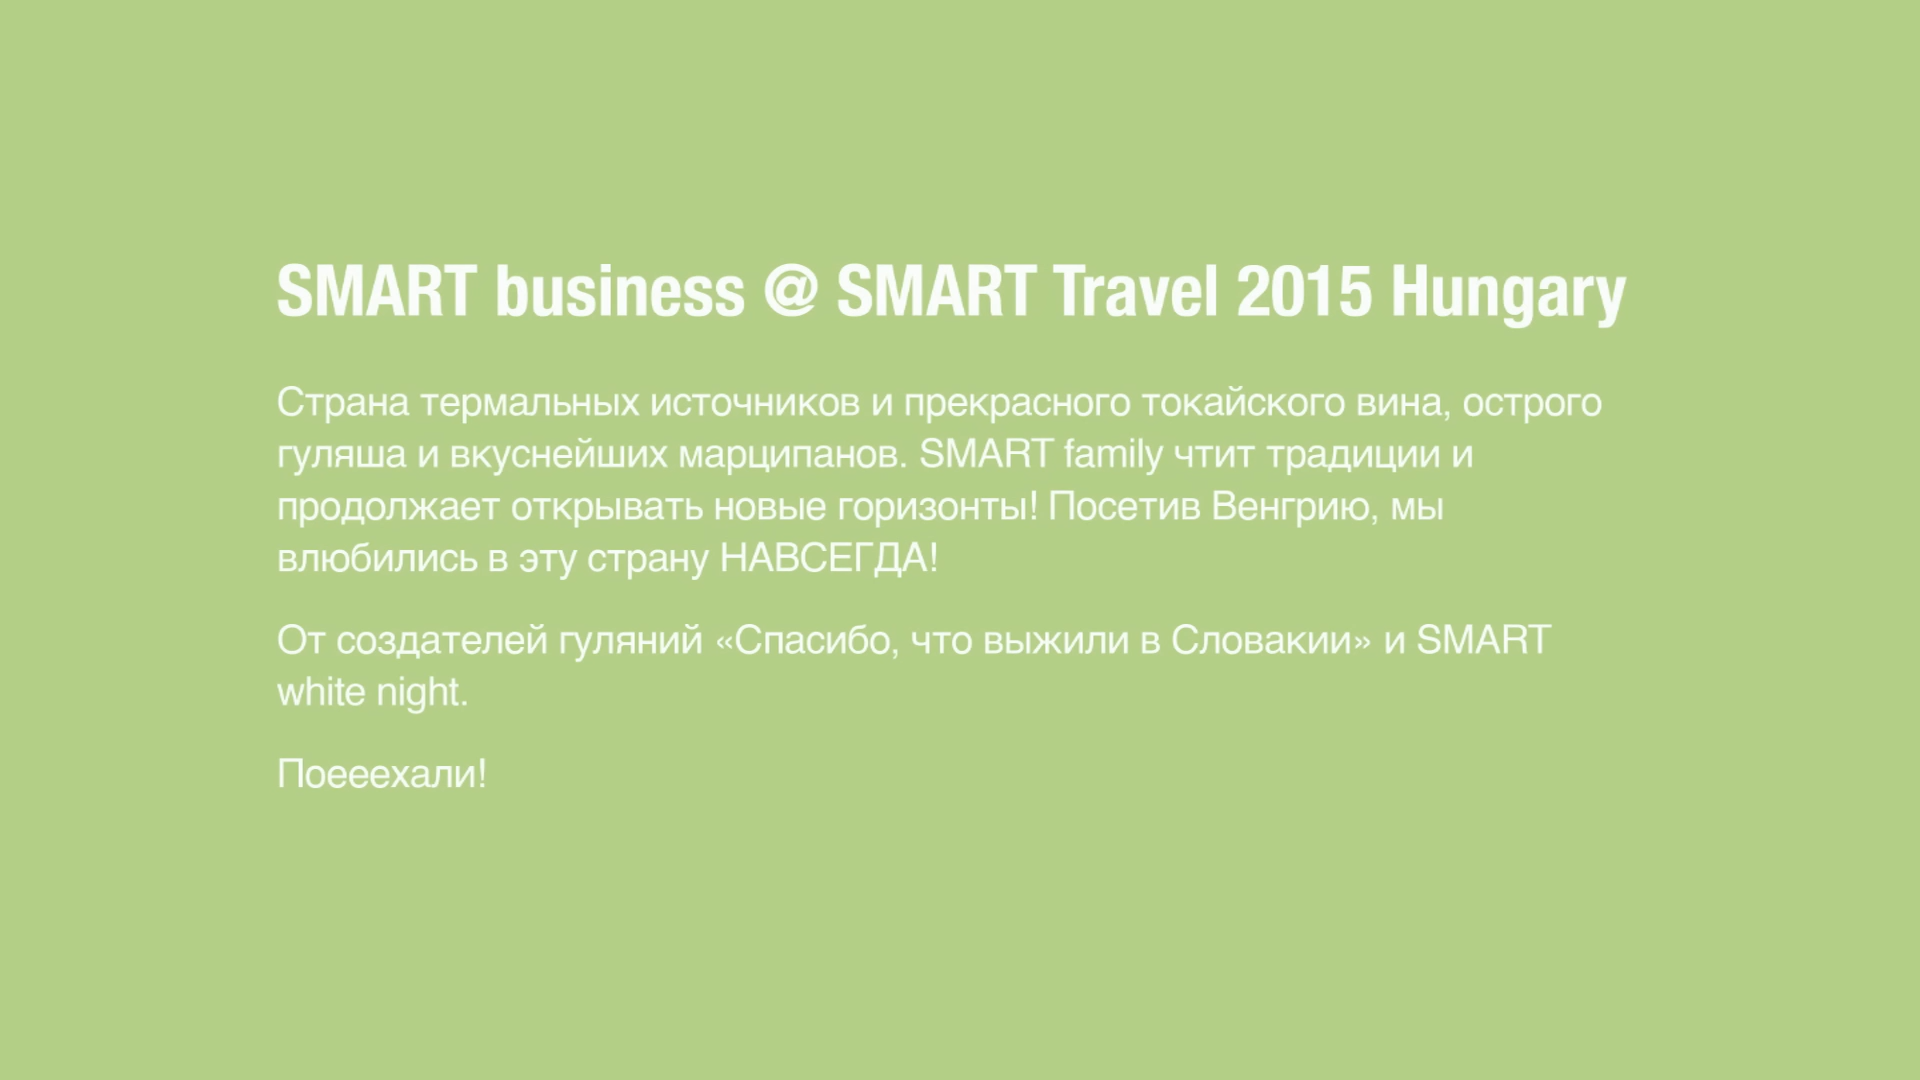 SMART business @ SMART Travel 2015 Hungary
Страна термальных источников и прекрасного токайского вина, острого
гуляша и вкуснейших марципанов. SMART family чтит традиции и
продолжает открывать новые горизонты! Посетив Венгрию, мы
влюбились в эту страну НАВСЕГДА!
От создателей гуляний «Спасибо, что выжили в Словакии» и SMART
white night.
Поеeехали!